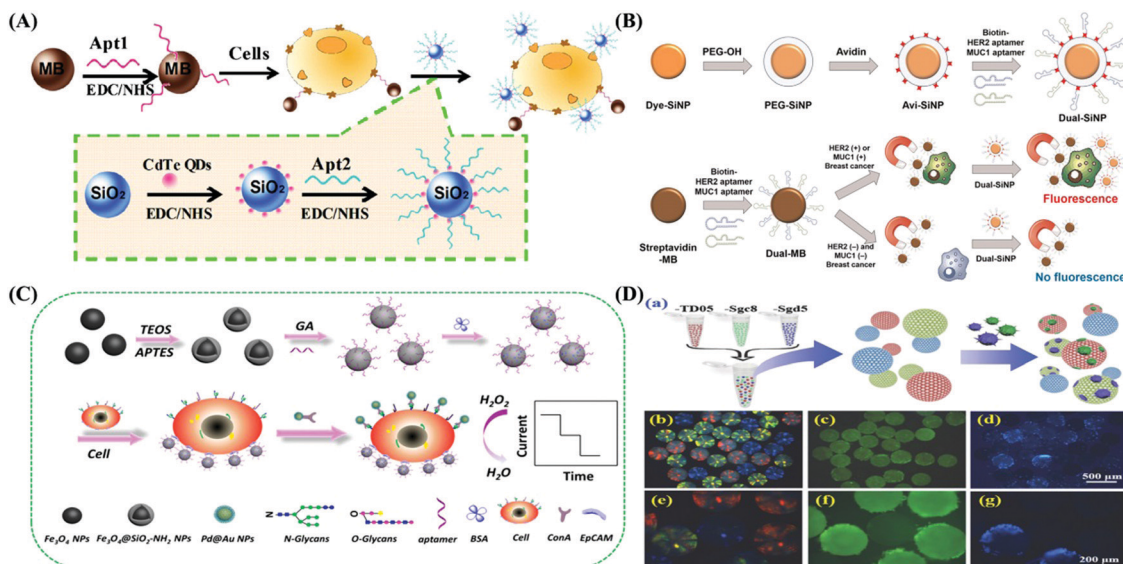 (A)
Apt1
MB
EDC/NHS
MB
Cells
CdTe QDs
SiO2
EDC/NHS
SiO2
Apt2
EDC/NHS
SiO2
(B)
PEG-OH
Avidin
Biotin-
HER2 aptamer
MUC1 aptamer
Dye-SiNP
PEG-SiNP
Avi-SiNP
Dual-SiNP
Biotin-
HER2 aptamer
MUC1 aptamer
Streptavidin
-MB
Dual-MB
HER2 (+) or
MUC1 (+)
Breast cancer
Dual-SiNP
Fluorescence
HER2 (–) and
MUC1 (–)
Breast cancer
Dual-SiNP
No fluorescence
(C)
TEOS
APTES
GA
Cell
H2O2
H2O
Current
Time
N
O
Fe3O4 NPs
Fe3O4@SiO2-NH2 NPs
Pd@Au NPs
N-Glycans
O-Glycans
aptamer
BSA
Cell
ConA
EpCAM
(D)
(a)
-TD05
-Sgc8
-Sgd5
(b)
(c)
(d)
500 μm
(e)
(f)
(g)
200 μm